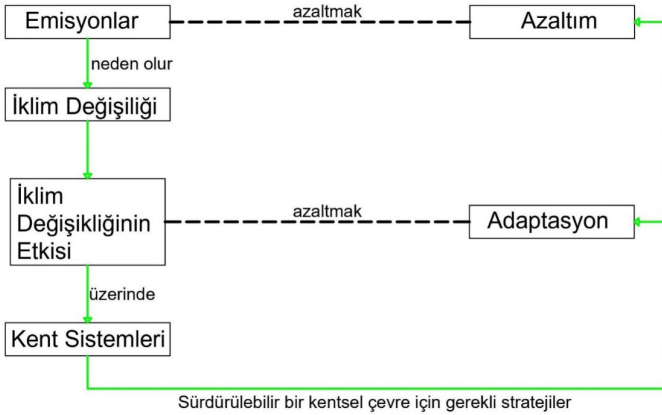 Emisyonlar
azaltmak
Azaltım
neden olur
İklim Değişiliği
İklim
Değişikliğinin
Etkisi
azaltmak
Adaptasyon
üzerinde
Kent Sistemleri
Sürdürülebilir bir kentsel çevre için gerekli stratejiler